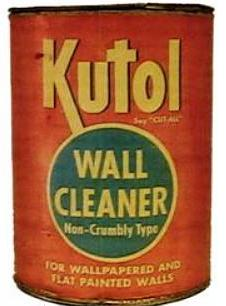 Kutol
Say "CUT-ALL"
WALL
CLEANER
Non-Crumbly Type
FOR WALLPAPERED AND
FLAT PAINTED WALLS